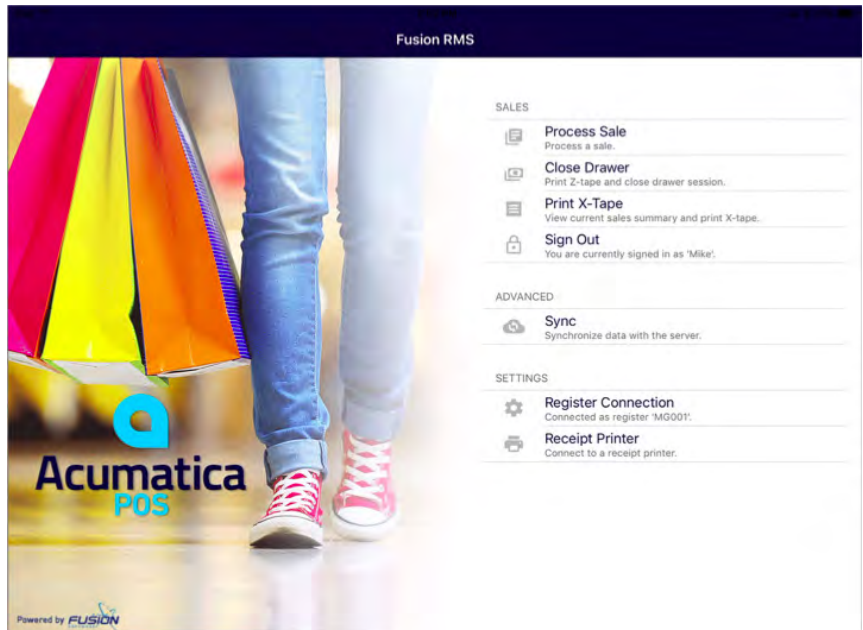 Fusion RMS
SALES
Process Sale
Process a sale.
Close Drawer
Print Z-tape and close drawer session.
Print X-Tape
View current sales summary and print X-tape.
Sign Out
You are currently signed in as 'Mike'.
ADVANCED
Sync
Synchronize data with the server.
SETTINGS
Register Connection
Connected as register 'MG001'.
Receipt Printer
Connect to a receipt printer.
Acumatica
POS
Powered by FUSION